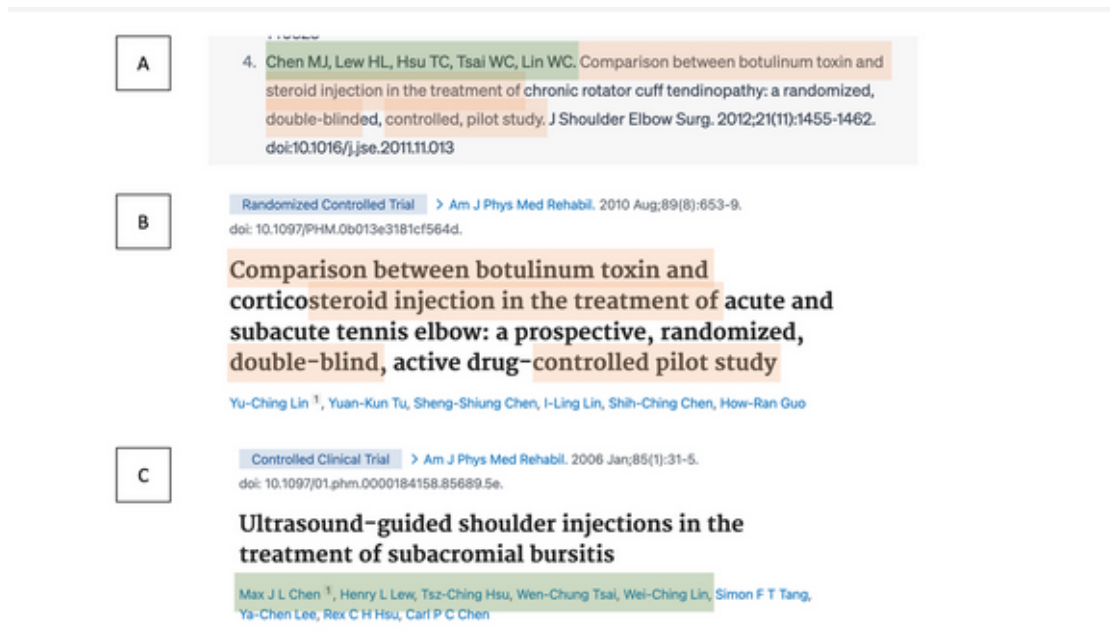 A
4. Chen MJ, Lew HL, Hsu TC, Tsai WC, Lin WC. Comparison between botulinum toxin and
steroid injection in the treatment of chronic rotator cuff tendinopathy: a randomized,
double-blinded, controlled, pilot study. J Shoulder Elbow Surg. 2012;21(11):1455-1462.
doi:10.1016/j.jse.2011.11.013
B
Randomized Controlled Trial > Am J Phys Med Rehabil. 2010 Aug;89(8):653-9.
doi: 10.1097/PHM.0b013e3181cf564d.
Comparison between botulinum toxin and
corticosteroid injection in the treatment of acute and
subacute tennis elbow: a prospective, randomized,
double-blind, active drug-controlled pilot study
Yu-Ching Lin 1, Yuan-Kun Tu, Sheng-Shiung Chen, I-Ling Lin, Shih-Ching Chen, How-Ran Guo
C
Controlled Clinical Trial > Am J Phys Med Rehabil. 2006 Jan;85(1):31-5.
doi: 10.1097/01.phm.0000184158.85689.5e.
Ultrasound-guided shoulder injections in the
treatment of subacromial bursitis
Max J L Chen 1, Henry L Lew, Tsz-Ching Hsu, Wen-Chung Tsai, Wei-Ching Lin, Simon F T Tang,
Ya-Chen Lee, Rex C H Hsu, Carl P C Chen